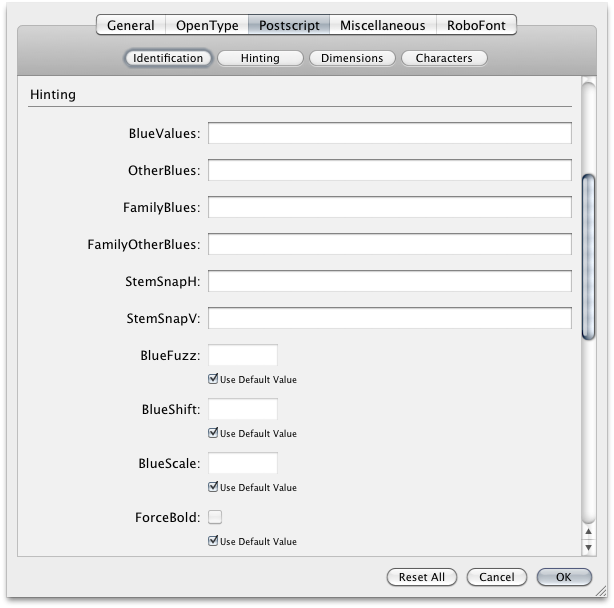 General OpenType Postscript Miscellaneous RoboFont
Identification Hinting Dimensions Characters
Hinting
BlueValues:
OtherBlues:
FamilyBlues:
FamilyOtherBlues:
StemSnapH:
StemSnapV:
BlueFuzz:
Use Default Value
BlueShift:
Use Default Value
BlueScale:
Use Default Value
ForceBold:
Use Default Value
Reset All Cancel OK